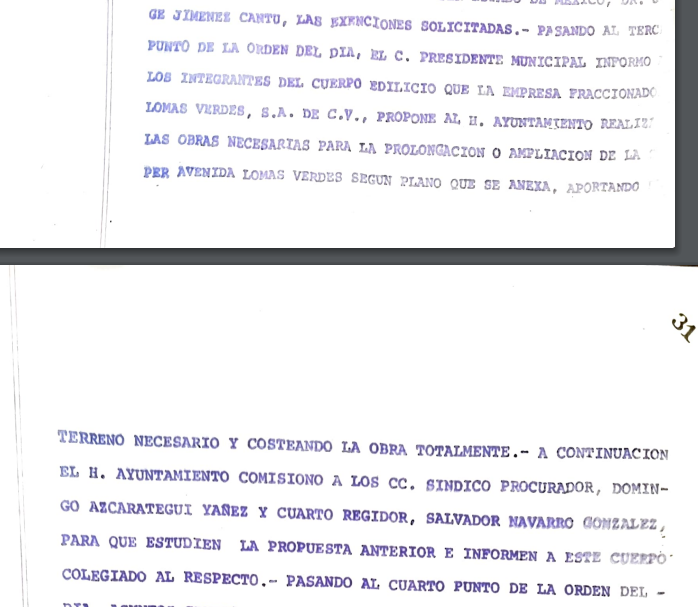 GE JIMENEZ CANTU, LAS EXENCIONES SOLICITADAS.- PASANDO AL TERC
PUNTO DE LA ORDEN DEL DIA, EL C. PRESIDENTE MUNICIPAL INFORMO
LOS INTEGRANTES DEL CUERPO EDILICIO QUE LA EMPRESA FRACCIONADO
LOMAS VERDES, S.A. DE C.V., PROPONE AL H. AYUNTAMIENTO REALIZ
LAS OBRAS NECESARIAS PARA LA PROLONGACION O AMPLIACION DE LA
PER AVENIDA LOMAS VERDES SEGUN PLANO QUE SE ANEXA, APORTANDO
31
TERRENO NECESARIO Y COSTEANDO LA OBRA TOTALMENTE.- A CONTINUACION
EL H. AYUNTAMIENTO COMISIONO A LOS CC. SINDICO PROCURADOR, DOMIN-
GO AZCARATEGUI YAÑEZ Y CUARTO REGIDOR, SALVADOR NAVARRO GONZALEZ,
PARA QUE ESTUDIEN LA PROPUESTA ANTERIOR E INFORMEN A ESTE CUERPO
COLEGIADO AL RESPECTO.- PASANDO AL CUARTO PUNTO DE LA ORDEN DEL -